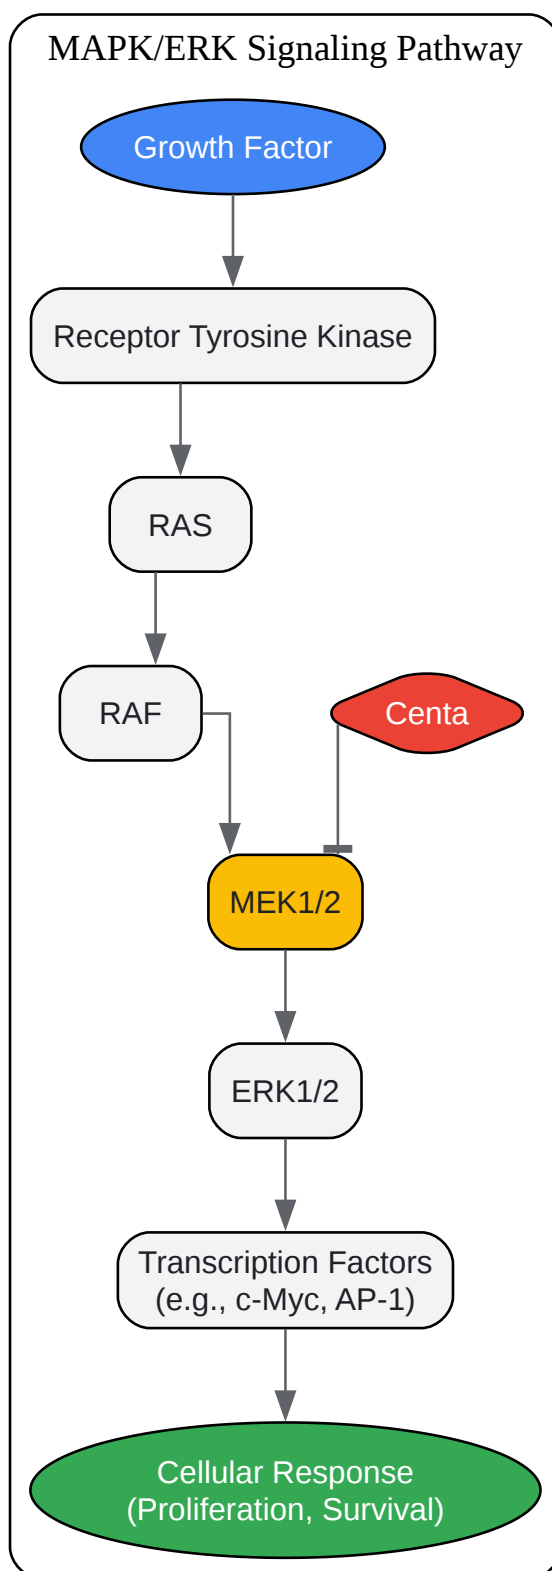 MAPK/ERK Signaling Pathway
Growth Factor
Receptor Tyrosine Kinase
RAS
RAF
Centa
MEK1/2
ERK1/2
Transcription Factors
(e.g., c-Myc, AP-1)
Cellular Response
(Proliferation, Survival)